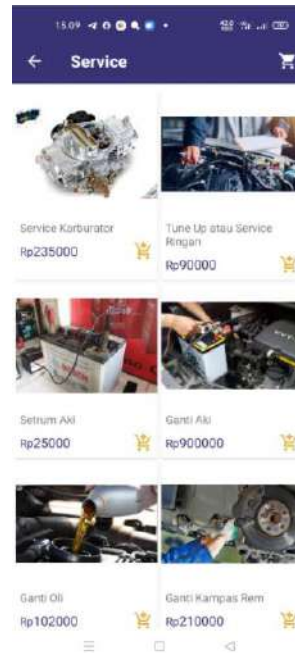 15.09
Service
Service Karburator
Rp235000
Tune Up atau Service
Ringan
Rp90000
Setrum Aki
Rp25000
Ganti Aki
Rp900000
Ganti Oli
Rp102000
Ganti Kampas Rem
Rp210000